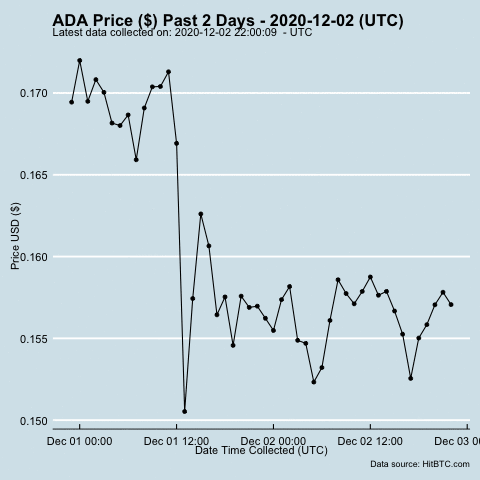 ADA Price ($) Past 2 Days - 2020-12-02 (UTC)
Latest data collected on: 2020-12-02 22:00:09 - UTC
Price USD ($)
0.170
0.165
0.160
0.155
0.150
Dec 01 00:00 Dec 01 12:00 Dec 02 00:00 Dec 02 12:00 Dec 03 0
Date Time Collected (UTC)
Data source: HitBTC.com